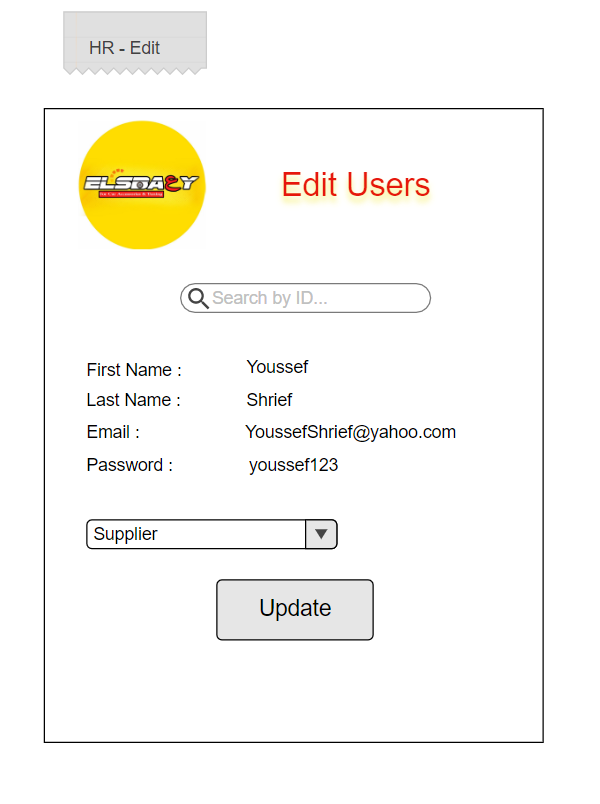 HR - Edit
ELSDAEY
Edit Users
Search by ID...
First Name : Youssef
Last Name : Shrief
Email : YoussefShrief@yahoo.com
Password : youssef123
Supplier
Update